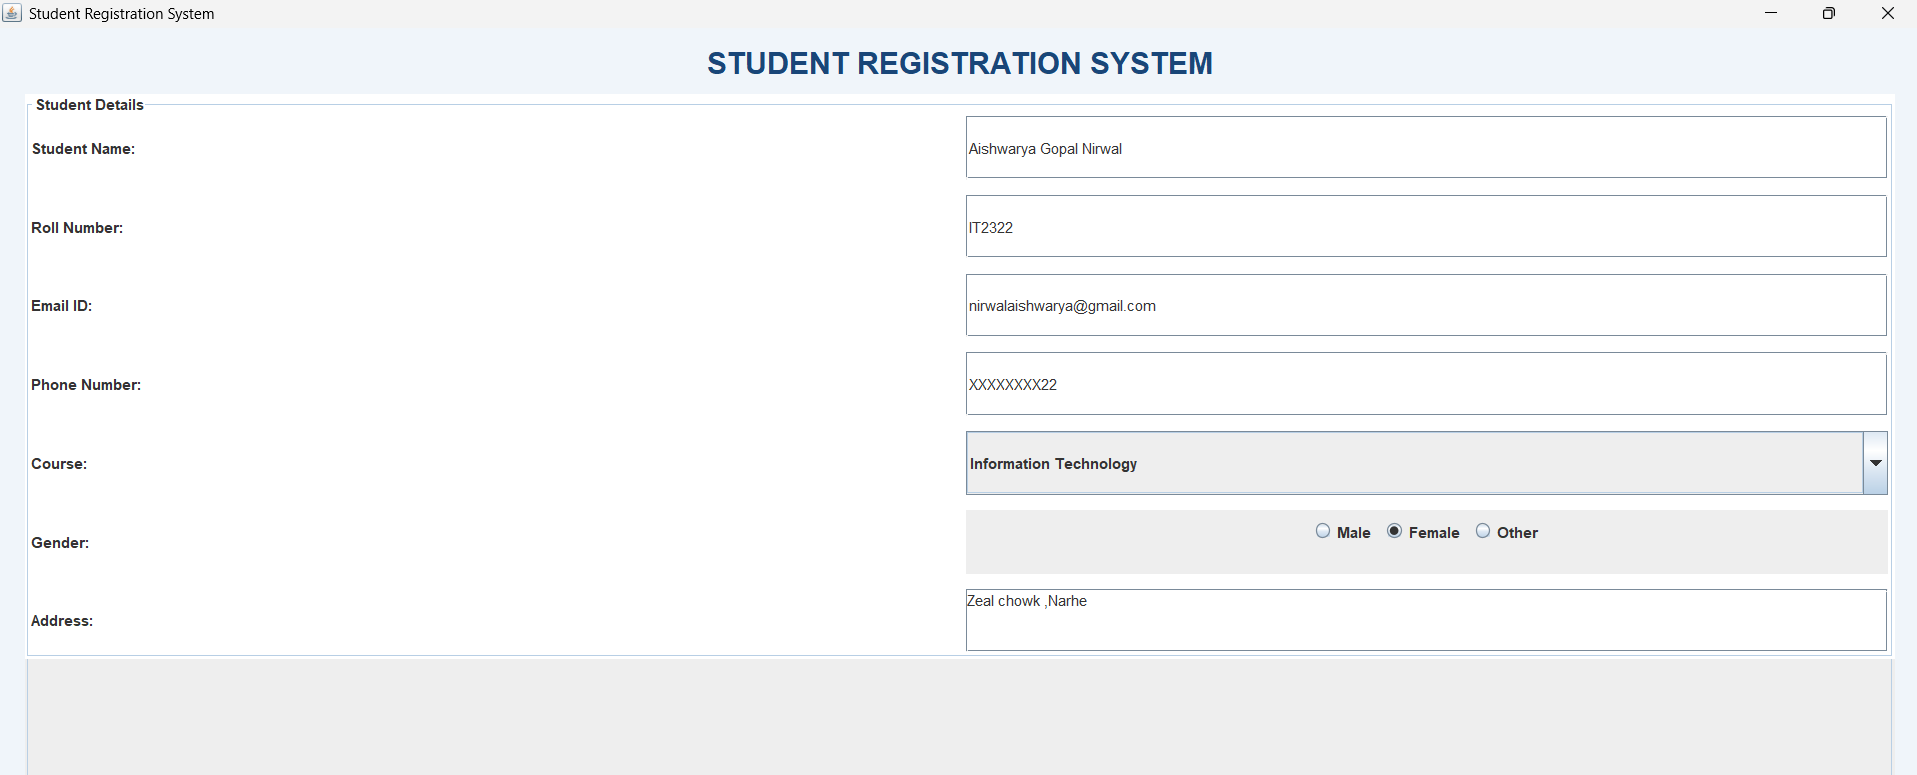 Student Registration System
STUDENT REGISTRATION SYSTEM
Student Details
Student Name: Aishwarya Gopal Nirwal
Roll Number: IT2322
Email ID: nirwalaishwarya@gmail.com
Phone Number: XXXXXXXX22
Course: Information Technology
Gender: Male Female Other
Address: Zeal chowk ,Narhe